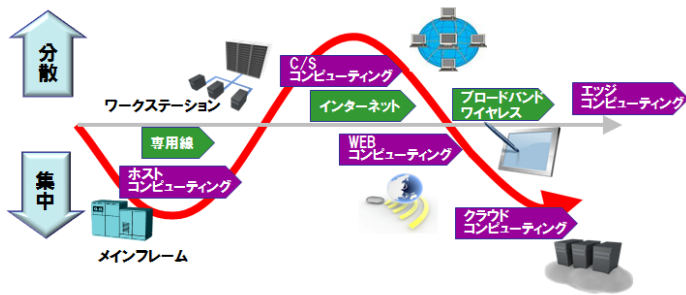 分散
集中
ワークステーション
専用線
ホスト
コンピューティング
メインフレーム
C/S
コンピューティング
インターネット
WEB
コンピューティング
ブロードバンド
ワイヤレス
エッジ
コンピューティング
クラウド
コンピューティング